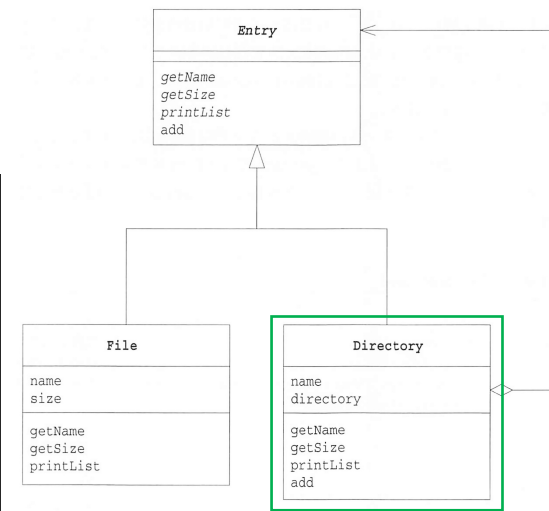 Entry
getName
getSize
printList
add
File
name
size
getName
getSize
printList
Directory
name
directory
getName
getSize
printList
add